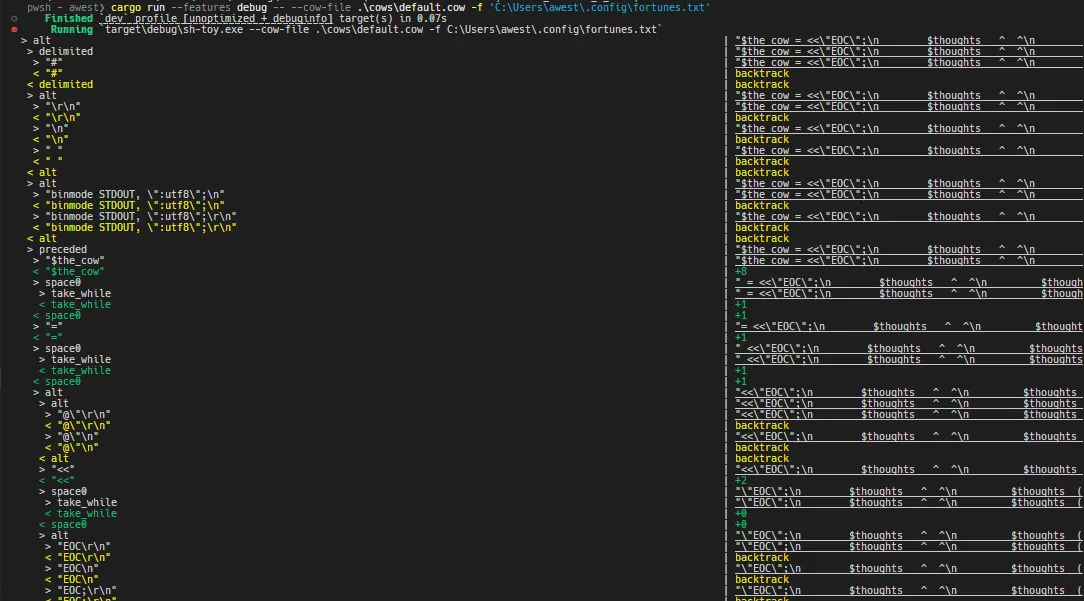 pwsh - awest❯ cargo run --features debug -- --cow-file .\cows\default.cow -f 'C:\Users\awest\.config\fortunes.txt'
Finished `dev` profile [unoptimized + debuginfo] target(s) in 0.07s
Running `target\debug\sh-toy.exe --cow-file .\cows\default.cow -f C:\Users\awest\.config\fortunes.txt`
> alt | "$the_cow = <<\"EOC\";\n        $thoughts   ^  ^\n
> delimited | "$the_cow = <<\"EOC\";\n        $thoughts   ^  ^\n
> "#" | "$the_cow = <<\"EOC\";\n        $thoughts   ^  ^\n
< "#" | backtrack
< delimited | backtrack
> alt | "$the_cow = <<\"EOC\";\n        $thoughts   ^  ^\n
> "\r\n" | "$the_cow = <<\"EOC\";\n        $thoughts   ^  ^\n
< "\r\n" | backtrack
> "\n" | "$the_cow = <<\"EOC\";\n        $thoughts   ^  ^\n
< "\n" | backtrack
> " " | "$the_cow = <<\"EOC\";\n        $thoughts   ^  ^\n
< " " | backtrack
< alt | backtrack
> alt | "$the_cow = <<\"EOC\";\n        $thoughts   ^  ^\n
> "binmode STDOUT, \":utf8\";\n" | "$the_cow = <<\"EOC\";\n        $thoughts   ^  ^\n
< "binmode STDOUT, \":utf8\";\n" | backtrack
> "binmode STDOUT, \":utf8\";\r\n" | "$the_cow = <<\"EOC\";\n        $thoughts   ^  ^\n
< "binmode STDOUT, \":utf8\";\r\n" | backtrack
< alt | backtrack
> preceded | "$the_cow = <<\"EOC\";\n        $thoughts   ^  ^\n
> "$the_cow" | "$the_cow = <<\"EOC\";\n        $thoughts   ^  ^\n
< "$the_cow" | +8
> space0 | " = <<\"EOC\";\n        $thoughts   ^  ^\n         $though
> take_while | " = <<\"EOC\";\n        $thoughts   ^  ^\n         $though
< take_while | +1
< space0 | +1
> "=" | "= <<\"EOC\";\n        $thoughts   ^  ^\n         $thought
< "=" | +1
> space0 | " <<\"EOC\";\n        $thoughts   ^  ^\n         $thoughts
> take_while | " <<\"EOC\";\n        $thoughts   ^  ^\n         $thoughts
< take_while | +1
< space0 | +1
> alt | "<<\"EOC\";\n        $thoughts   ^  ^\n         $thoughts
> alt | "<<\"EOC\";\n        $thoughts   ^  ^\n         $thoughts
> "@\"\r\n" | "<<\"EOC\";\n        $thoughts   ^  ^\n         $thoughts
< "@\"\r\n" | backtrack
> "@\"\n" | "<<\"EOC\";\n        $thoughts   ^  ^\n         $thoughts
< "@\"\n" | backtrack
< alt | backtrack
> "<<" | "<<\"EOC\";\n        $thoughts   ^  ^\n         $thoughts
< "<<" | +2
> space0 | "\"EOC\";\n        $thoughts   ^  ^\n         $thoughts  (
> take_while | "\"EOC\";\n        $thoughts   ^  ^\n         $thoughts  (
< take_while | +0
< space0 | +0
> alt | "\"EOC\";\n        $thoughts   ^  ^\n         $thoughts  (
> "EOC\r\n" | "\"EOC\";\n        $thoughts   ^  ^\n         $thoughts  (
< "EOC\r\n" | backtrack
> "EOC\n" | "\"EOC\";\n        $thoughts   ^  ^\n         $thoughts  (
< "EOC\n" | backtrack
> "EOC;\r\n" | "\"EOC\";\n        $thoughts   ^  ^\n         $thoughts  (
< "EOC;\r\n" | backtrack